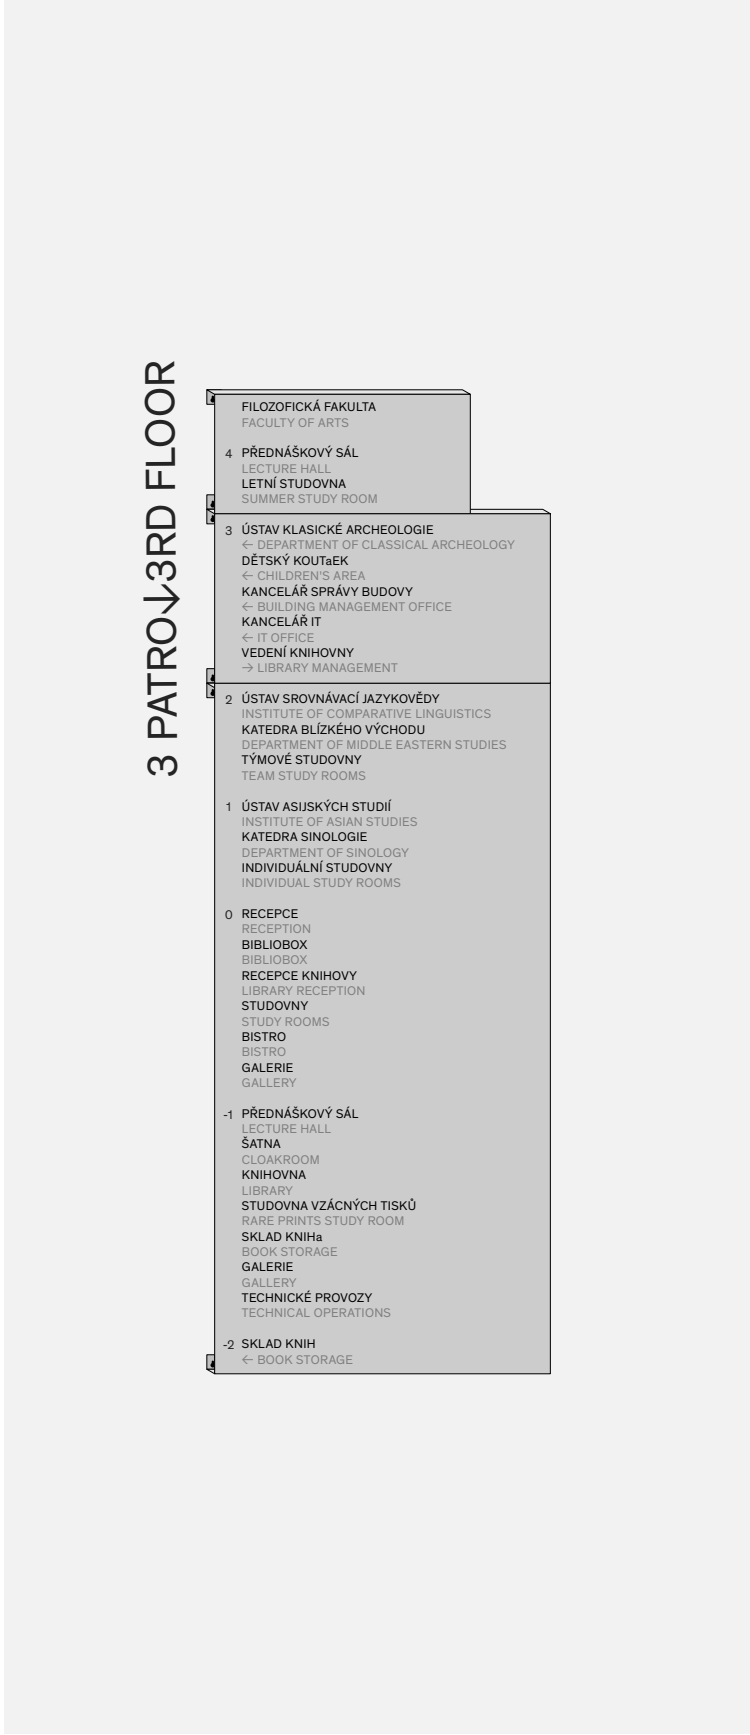 3 PATRO↓3RD FLOOR
FILOZOFICKÁ FAKULTA
FACULTY OF ARTS
4 PŘEDNÁŠKOVÝ SÁL
LECTURE HALL
LETNÍ STUDOVNA
SUMMER STUDY ROOM
3 ÚSTAV KLASICKÉ ARCHEOLOGIE
← DEPARTMENT OF CLASSICAL ARCHEOLOGY
DĚTSKÝ KOUTaEK
← CHILDREN'S AREA
KANCELÁŘ SPRÁVY BUDOVY
← BUILDING MANAGEMENT OFFICE
KANCELÁŘ IT
← IT OFFICE
VEDENÍ KNIHOVNY
→ LIBRARY MANAGEMENT
2 ÚSTAV SROVNÁVACÍ JAZYKOVĚDY
INSTITUTE OF COMPARATIVE LINGUISTICS
KATEDRA BLÍZKÉHO VÝCHODU
DEPARTMENT OF MIDDLE EASTERN STUDIES
TÝMOVÉ STUDOVNY
TEAM STUDY ROOMS
1 ÚSTAV ASIJSKÝCH STUDIÍ
INSTITUTE OF ASIAN STUDIES
KATEDRA SINOLOGIE
DEPARTMENT OF SINOLOGY
INDIVIDUÁLNÍ STUDOVNY
INDIVIDUAL STUDY ROOMS
0 RECEPCE
RECEPTION
BIBLIOBOX
BIBLIOBOX
RECEPCE KNIHOVY
LIBRARY RECEPTION
STUDOVNY
STUDY ROOMS
BISTRO
BISTRO
GALERIE
GALLERY
-1 PŘEDNÁŠKOVÝ SÁL
LECTURE HALL
ŠATNA
CLOAKROOM
KNIHOVNA
LIBRARY
STUDOVNA VZÁCNÝCH TISKŮ
RARE PRINTS STUDY ROOM
SKLAD KNIHa
BOOK STORAGE
GALERIE
GALLERY
TECHNICKÉ PROVOZY
TECHNICAL OPERATIONS
-2 SKLAD KNIH
← BOOK STORAGE